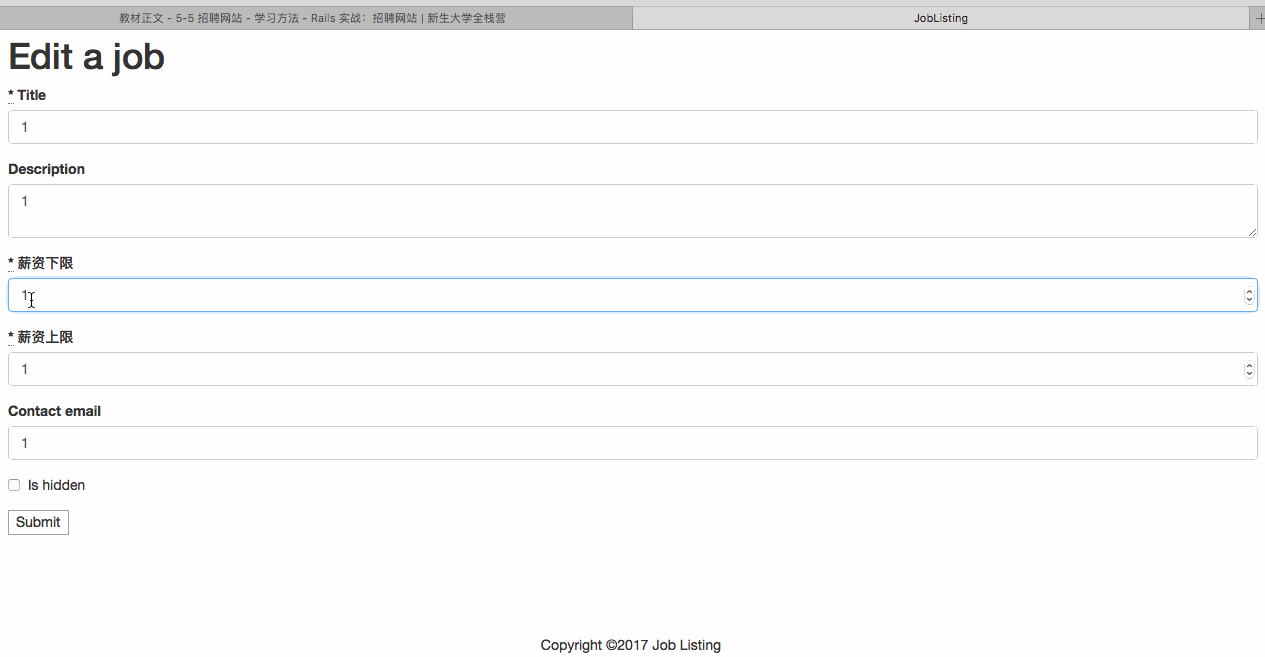 教材正文 - 5-5 招聘网站 - 学习方法 - Rails 实战：招聘网站 | 新生大学全栈营
JobListing
Edit a job
* Title
1
Description
1
* 薪资下限
1
* 薪资上限
1
Contact email
1
Is hidden
Submit
Copyright ©2017 Job Listing